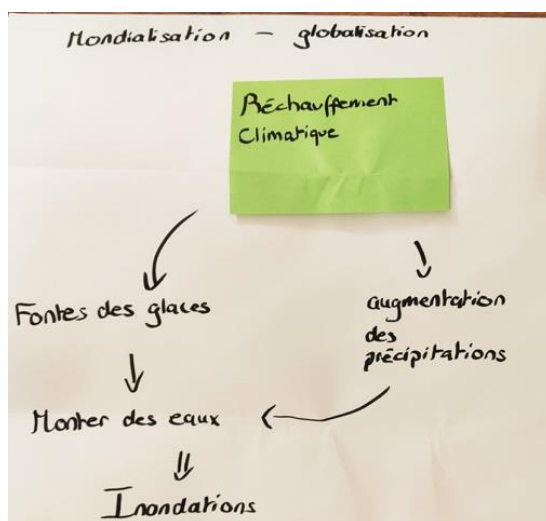 Mondialisation - globalisation
Réchauffement
Climatique
Fontes des glaces
augmentation
des
précipitations
Monter des eaux
Inondations